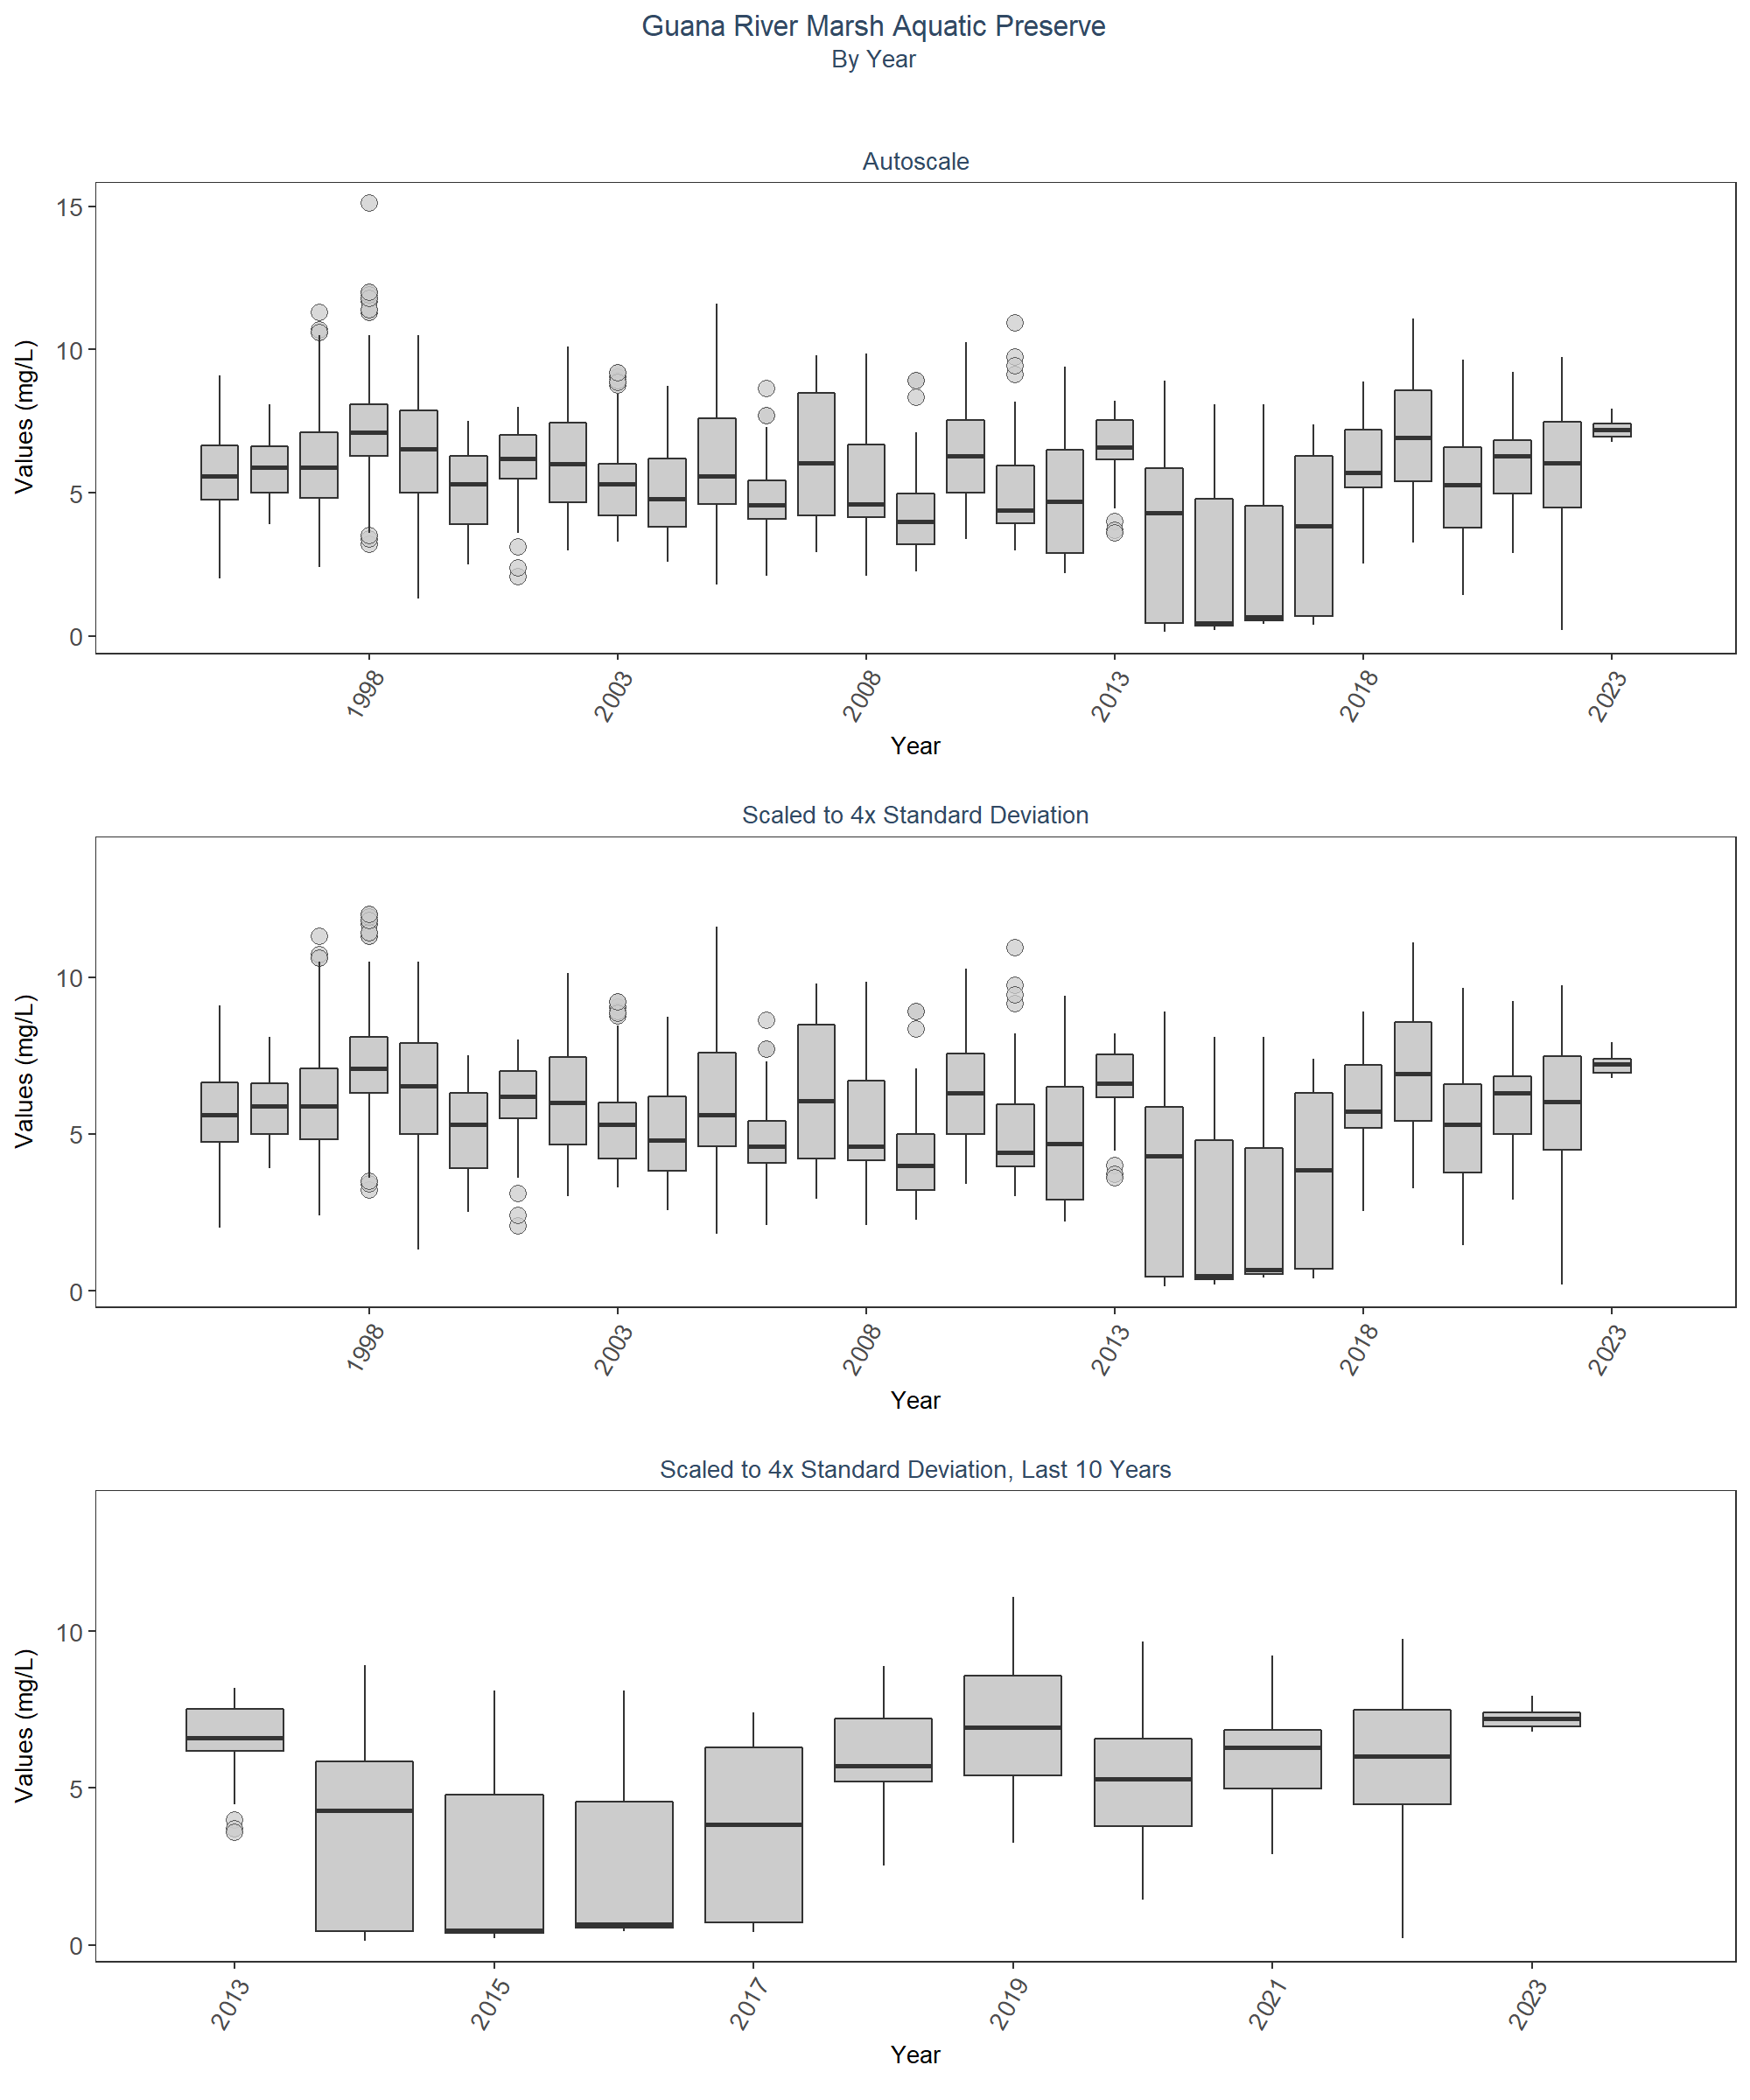 Guana River Marsh Aquatic Preserve
By Year
Autoscale
Values (mg/L)
15
10
5
0
1998
2003
2008
2013
2018
2023
Year
Scaled to 4x Standard Deviation
Values (mg/L)
10
5
0
1998
2003
2008
2013
2018
2023
Year
Scaled to 4x Standard Deviation, Last 10 Years
Values (mg/L)
10
5
0
2013
2015
2017
2019
2021
2023
Year